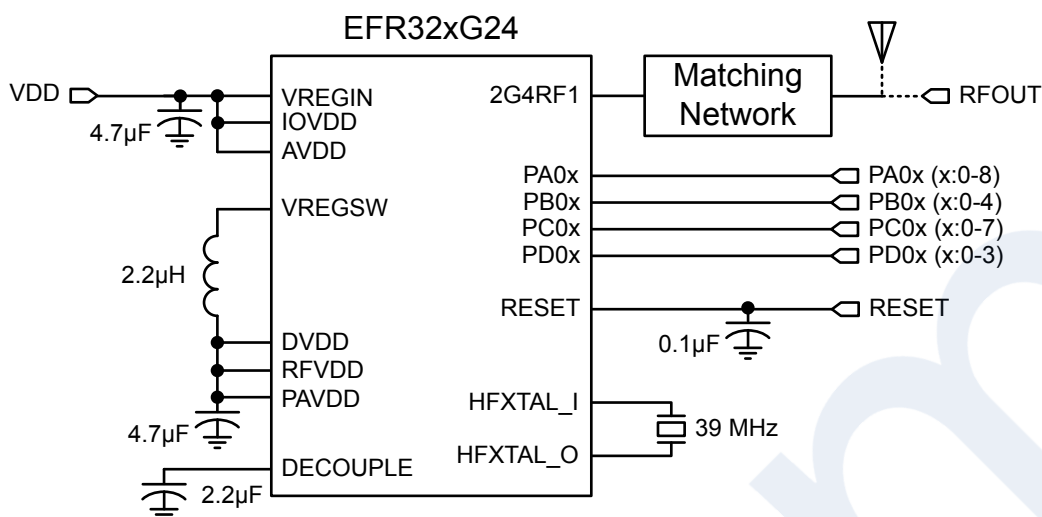 EFR32xG24
VDD
4.7µF
VREGIN
IOVDD
AVDD
VREGSW
2.2µH
DVDD
RFVDD
PAVDD
4.7µF
DECOUPLE
2.2µF
2G4RF1
Matching
Network
RFOUT
PA0x
PA0x (x:0-8)
PB0x
PB0x (x:0-4)
PC0x
PC0x (x:0-7)
PD0x
PD0x (x:0-3)
RESET
RESET
0.1µF
HFXTAL_I
39 MHz
HFXTAL_O